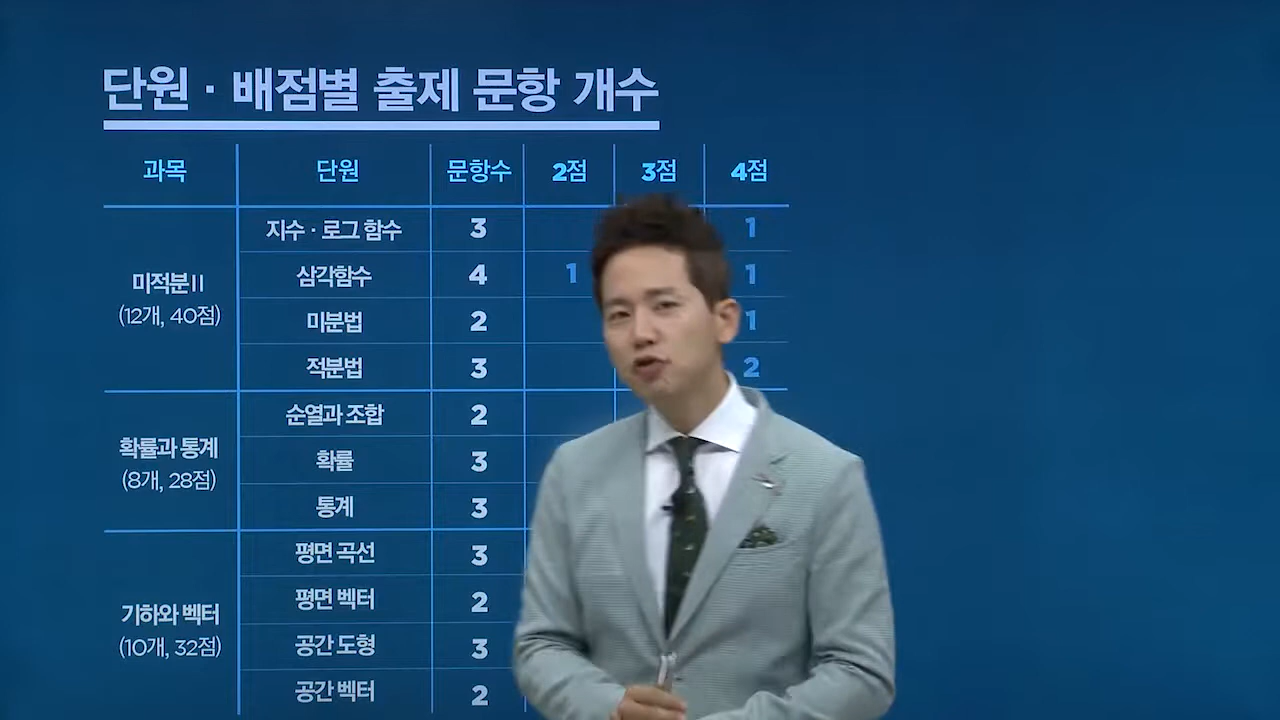 단원 · 배점별 출제 문항 개수
과목 단원 문항수 2점 3점 4점
지수 · 로그 함수 3 1
삼각함수 4 1 1
미분법 2 1
적분법 3 2
미적분II
(12개, 40점)
순열과 조합 2
확률 3
통계 3
확률과 통계
(8개, 28점)
평면 곡선 3
평면 벡터 2
공간 도형 3
공간 벡터 2
기하와 벡터
(10개, 32점)